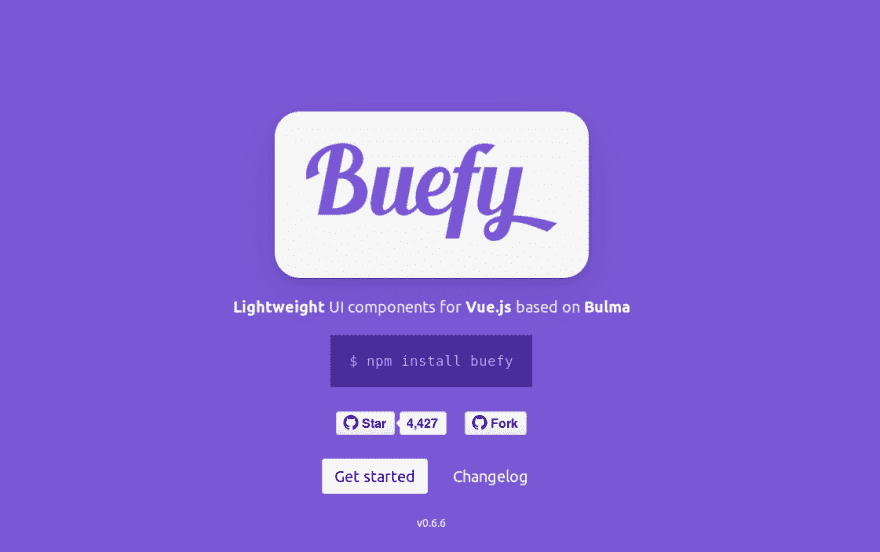 Buefy
Lightweight UI components for Vue.js based on Bulma
$ npm install buefy
Star 4,427 Fork
Get started Changelog
v0.6.6